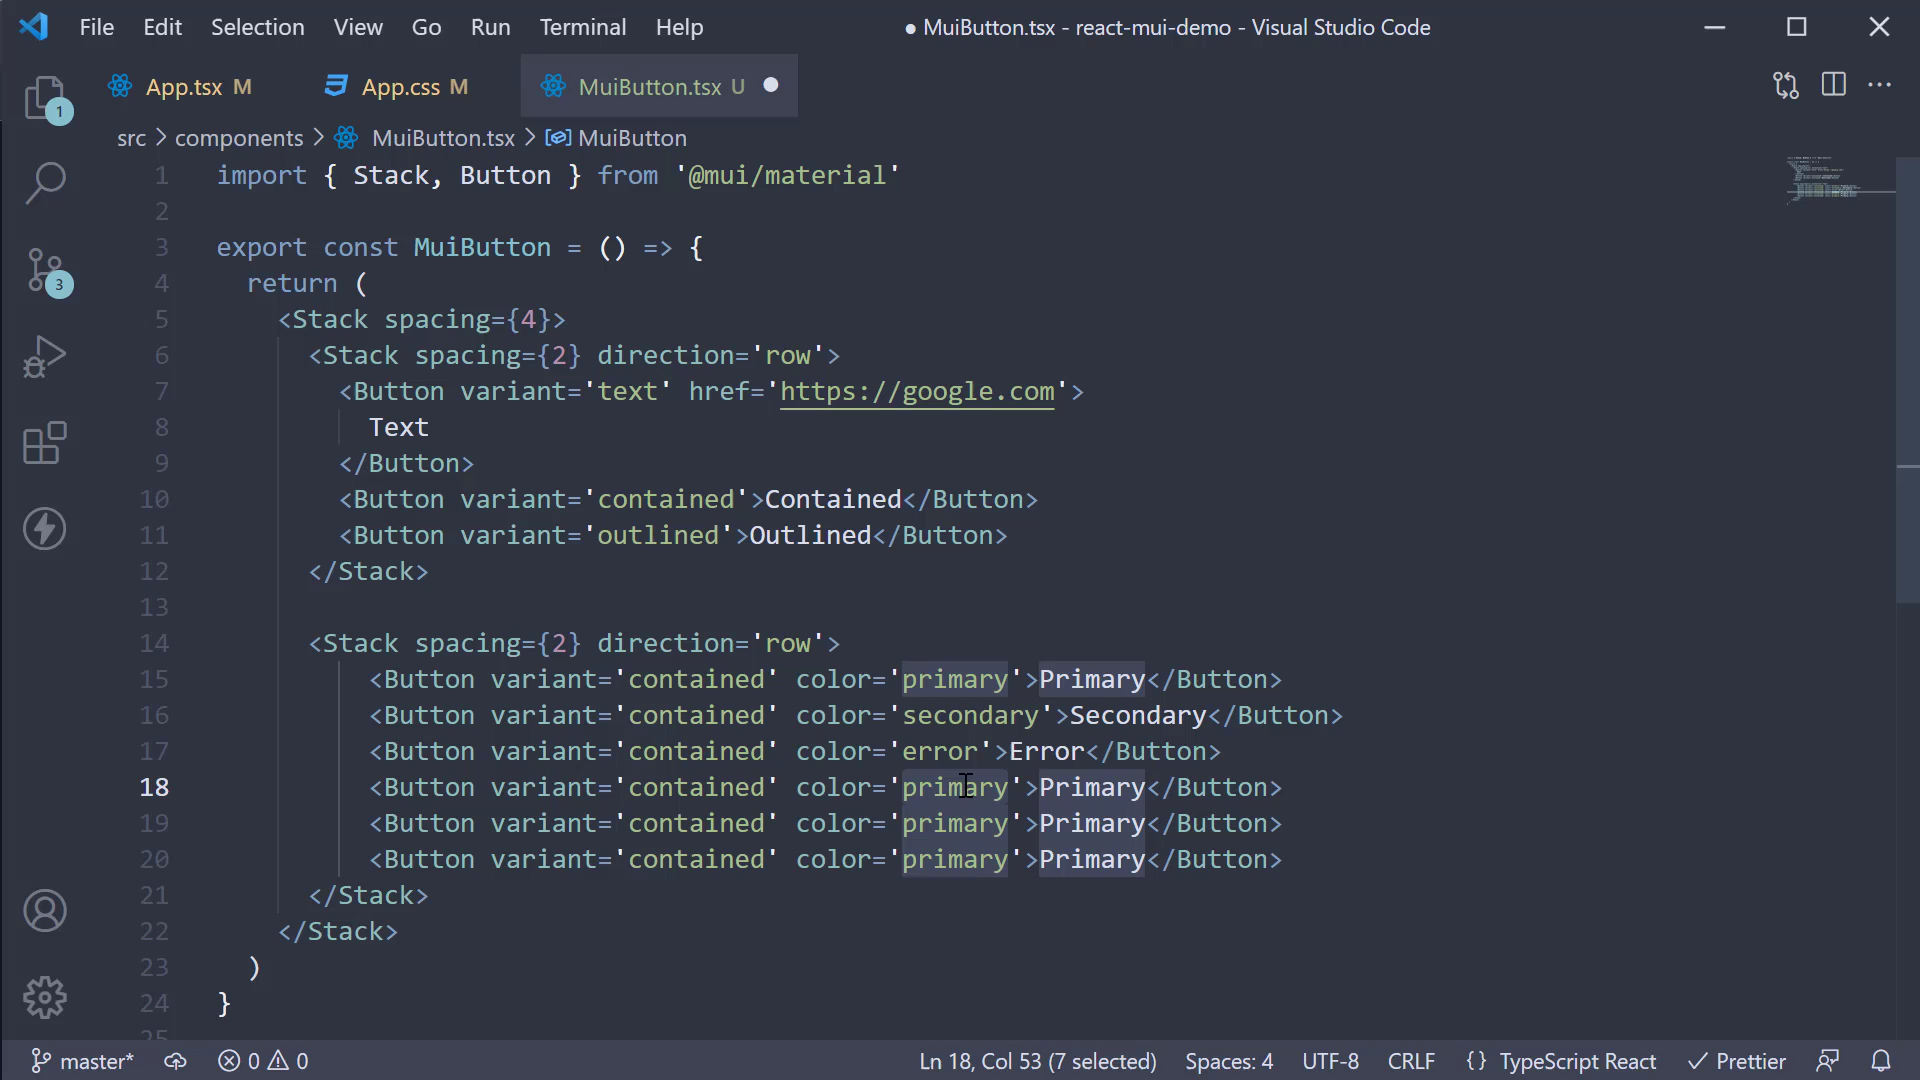 File Edit Selection View Go Run Terminal Help ● MuiButton.tsx - react-mui-demo - Visual Studio Code
App.tsx M App.css M MuiButton.tsx U
src > components > MuiButton.tsx > MuiButton
1 import { Stack, Button } from '@mui/material'
2
3 export const MuiButton = () => {
4 return (
5 <Stack spacing={4}>
6 <Stack spacing={2} direction='row'>
7 <Button variant='text' href='https://google.com'>
8 Text
9 </Button>
10 <Button variant='contained'>Contained</Button>
11 <Button variant='outlined'>Outlined</Button>
12 </Stack>
13
14 <Stack spacing={2} direction='row'>
15 <Button variant='contained' color='primary'>Primary</Button>
16 <Button variant='contained' color='secondary'>Secondary</Button>
17 <Button variant='contained' color='error'>Error</Button>
18 <Button variant='contained' color='primary'>Primary</Button>
19 <Button variant='contained' color='primary'>Primary</Button>
20 <Button variant='contained' color='primary'>Primary</Button>
21 </Stack>
22 </Stack>
23 )
24 }
25
1
3
master* 0 0 Ln 18, Col 53 (7 selected) Spaces: 4 UTF-8 CRLF {} TypeScript React Prettier